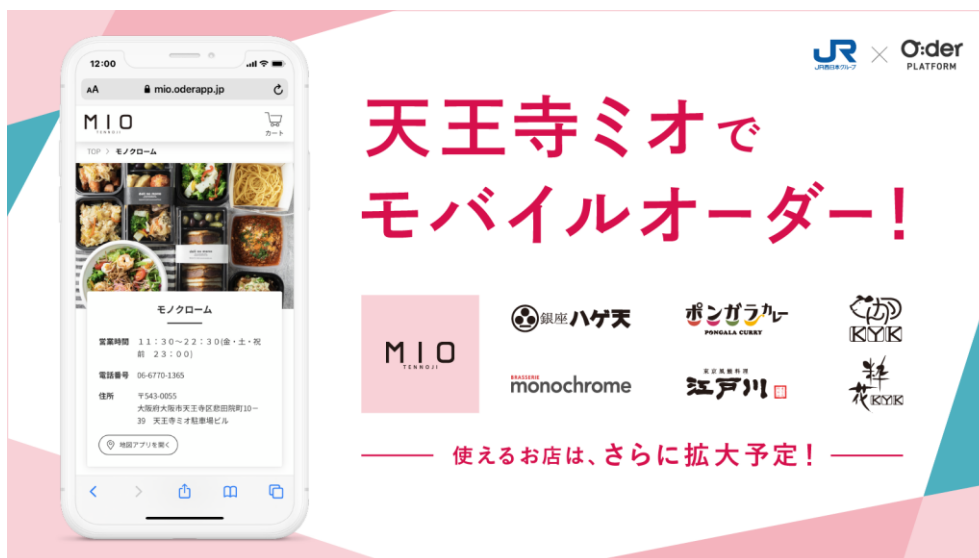 12:00
AA mio.oderapp.jp
MIO
TENNOJI
カート
TOP > モノクローム
モノクローム
営業時間 11:30〜22:30(金・土・祝
前 23:00)
電話番号 06-6770-1365
住所 〒543-0055
大阪府大阪市天王寺区悲田院町10−
39 天王寺ミオ駐車場ビル
地図アプリを開く
JR × O:der
JR西日本グループ PLATFORM
天王寺ミオで
モバイルオーダー!
MIO
TENNOJI
銀座ハゲ天
ポンガラカレー
PONGALA CURRY
とんかつ
KYK
BRASSERIE
monochrome
東京風鰻料理
江戸川
粋花KYK
使えるお店は、さらに拡大予定!